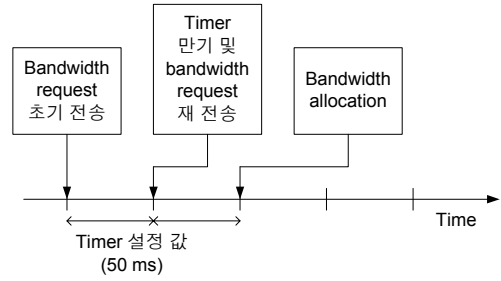 Bandwidth
request
초기 전송
Timer
만기 및
bandwidth
request
재 전송
Bandwidth
allocation
Time
Timer 설정 값
(50 ms)